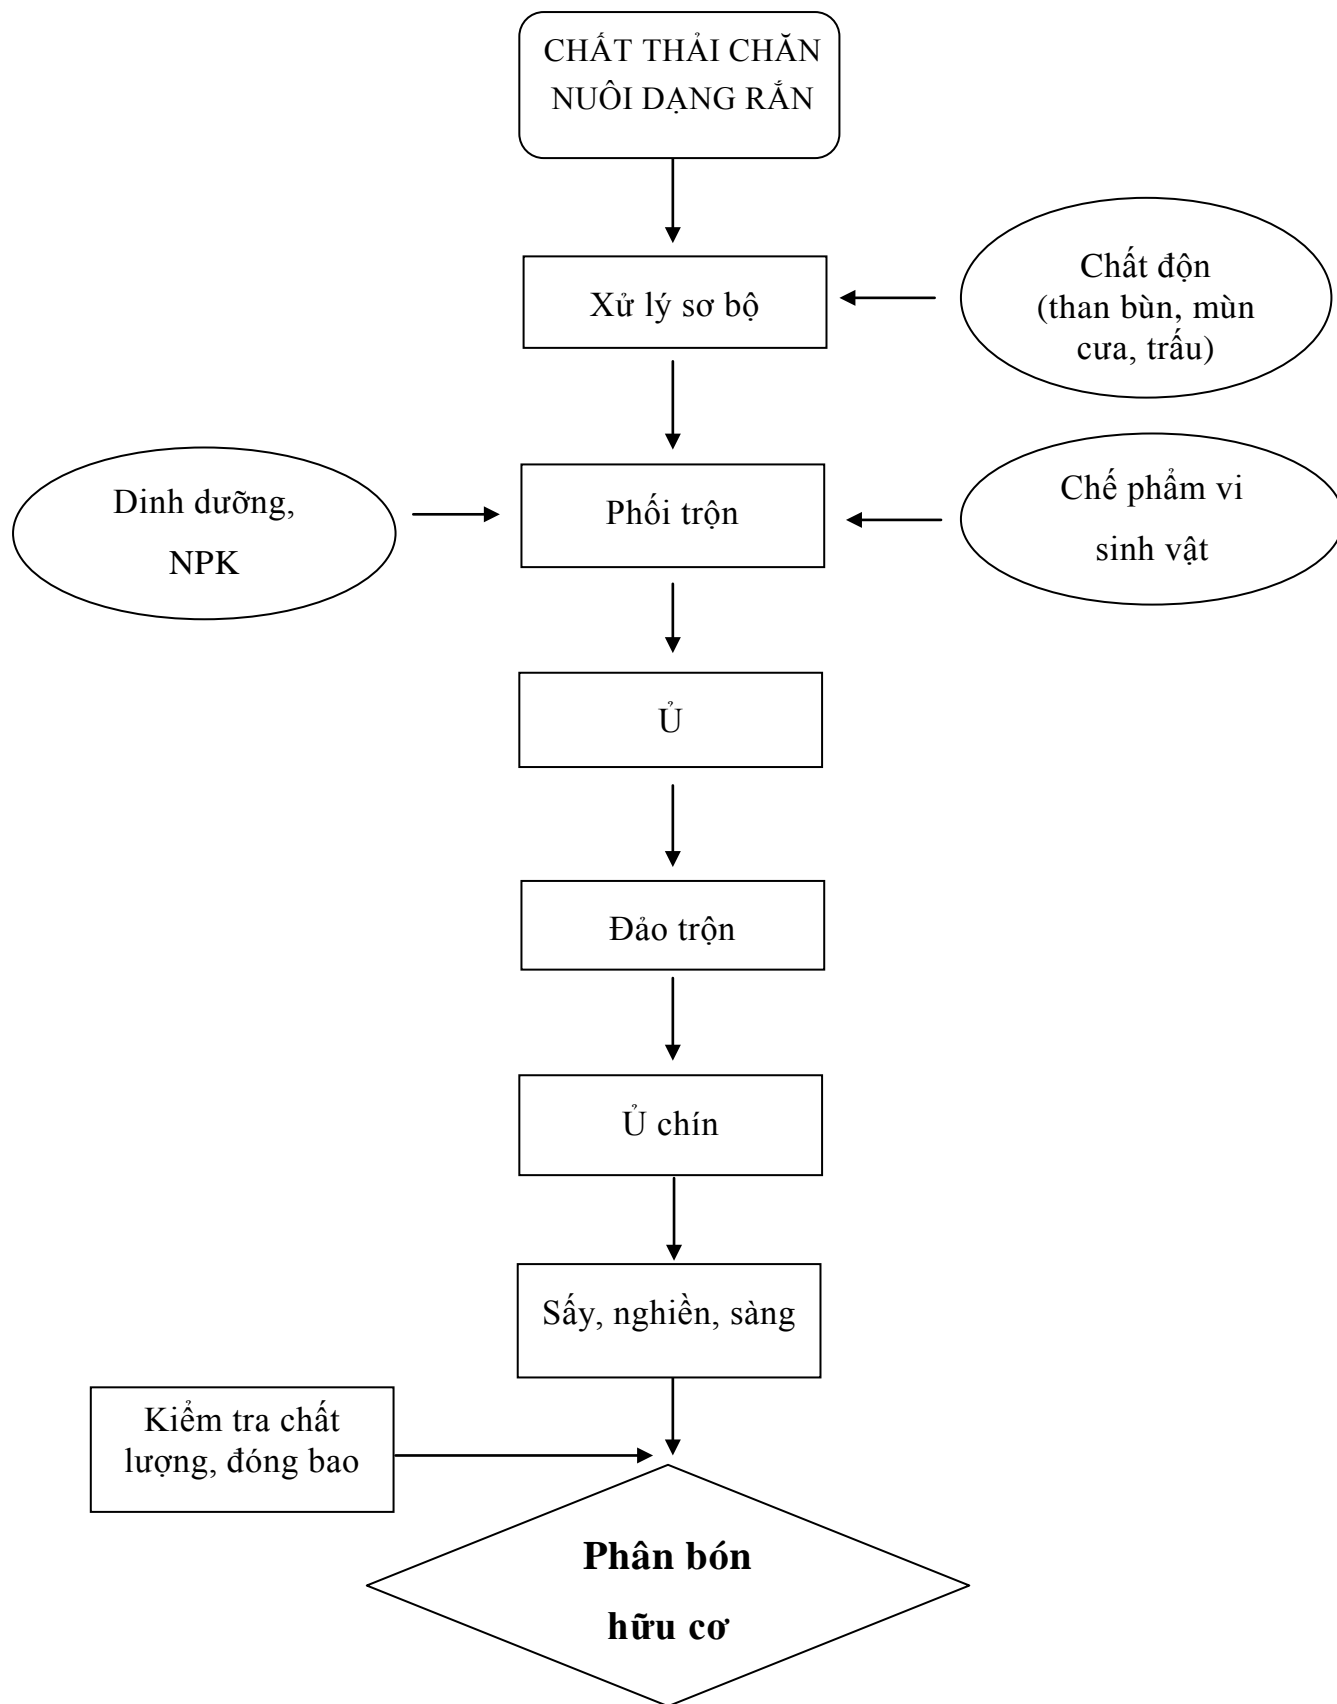 CHẤT THẢI CHĂN
NUÔI DẠNG RẮN
Xử lý sơ bộ
Chất độn
(than bùn, mùn
cưa, trấu)
Dinh dưỡng,
NPK
Phối trộn
Chế phẩm vi
sinh vật
Ủ
Đảo trộn
Ủ chín
Sấy, nghiền, sàng
Kiểm tra chất
lượng, đóng bao
Phân bón
hữu cơ